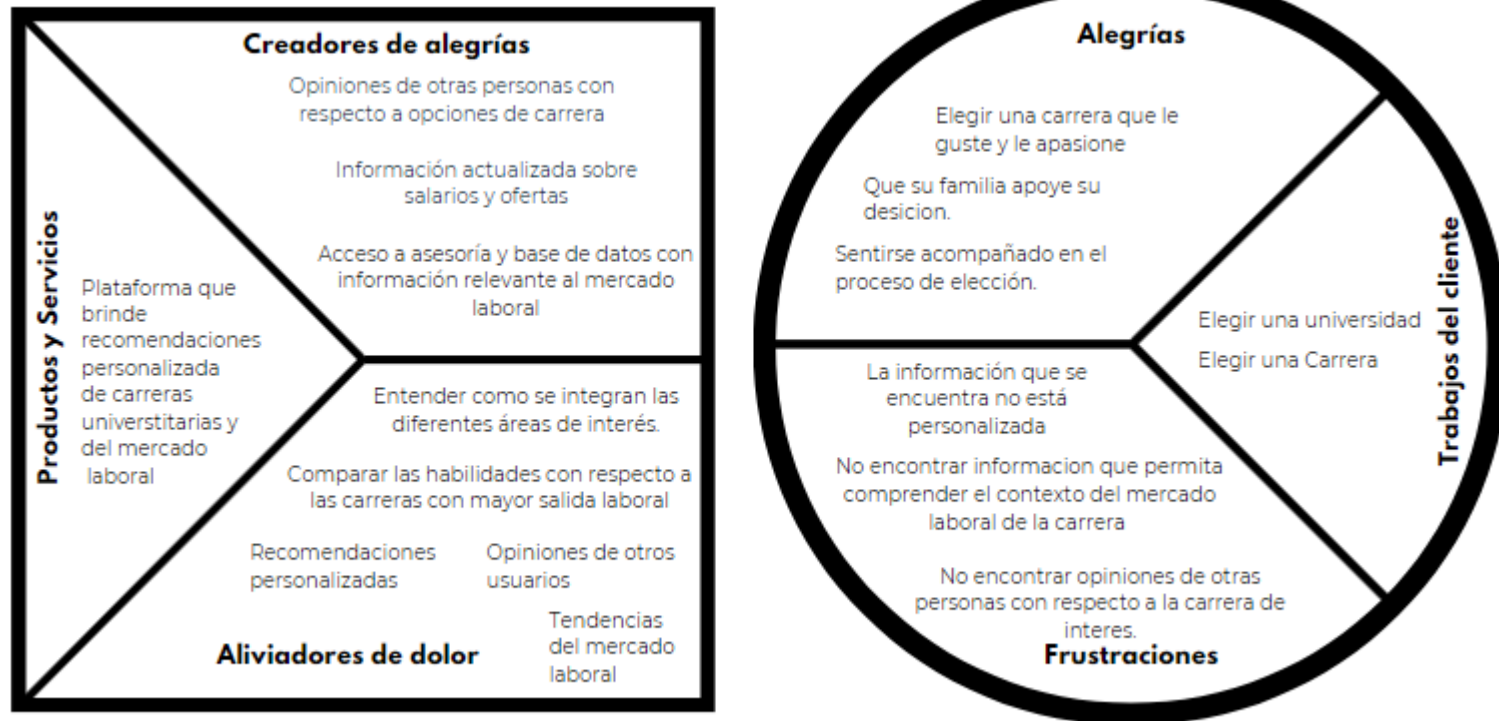 Creadores de alegrías
Opiniones de otras personas con
respecto a opciones de carrera
Información actualizada sobre
salarios y ofertas
Acceso a asesoría y base de datos con
información relevante al mercado
laboral
Productos y Servicios
Plataforma que
brinde
recomendaciones
personalizada
de carreras
universtitarias y
del mercado
laboral
Entender como se integran las
diferentes áreas de interés.
Comparar las habilidades con respecto a
las carreras con mayor salida laboral
Recomendaciones
personalizadas
Opiniones de otros
usuarios
Tendencias
del mercado
laboral
Aliviadores de dolor
Alegrías
Elegir una carrera que le
guste y le apasione
Que su familia apoye su
desicion.
Sentirse acompañado en el
proceso de elección.
Trabajos del cliente
Elegir una universidad
Elegir una Carrera
La información que se
encuentra no está
personalizada
No encontrar informacion que permita
comprender el contexto del mercado
laboral de la carrera
No encontrar opiniones de otras
personas con respecto a la carrera de
interes.
Frustraciones